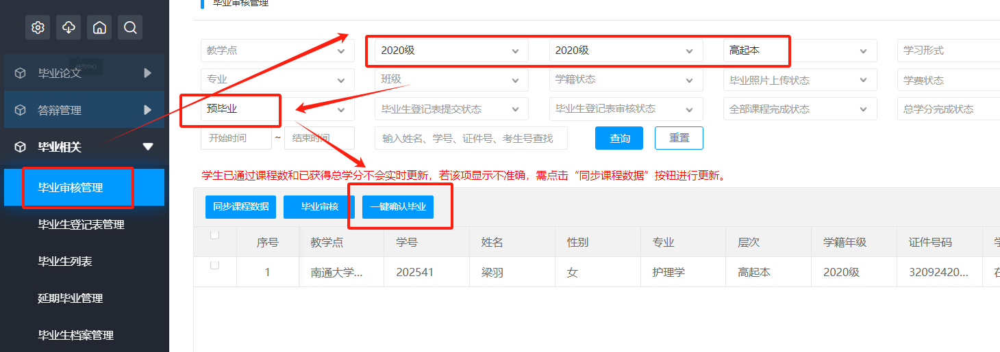 毕业审核管理
任务中心
毕业论文
答辩管理
毕业相关
毕业审核管理
毕业生登记表管理
毕业生列表
延期毕业管理
毕业生档案管理
教学点 2020级 2020级 高起本 学习形式
专业 班级 学籍状态 毕业照片上传状态 学费状态
预毕业 毕业生登记表提交状态 毕业生登记表审核状态 全部课程完成状态 总学分完成状态
开始时间 ~ 结束时间 输入姓名、学号、证件号、考生号查找 查询 重置
学生已通过课程数和已获得总学分不会实时更新，若该项显示不准确，需点击“同步课程数据”按钮进行更新。
同步课程数据 毕业审核 一键确认毕业
序号 教学点 学号 姓名 性别 专业 层次 学籍年级 证件号码
1 南通大学... 202541 梁羽 女 护理学 高起本 2020级 32092420...